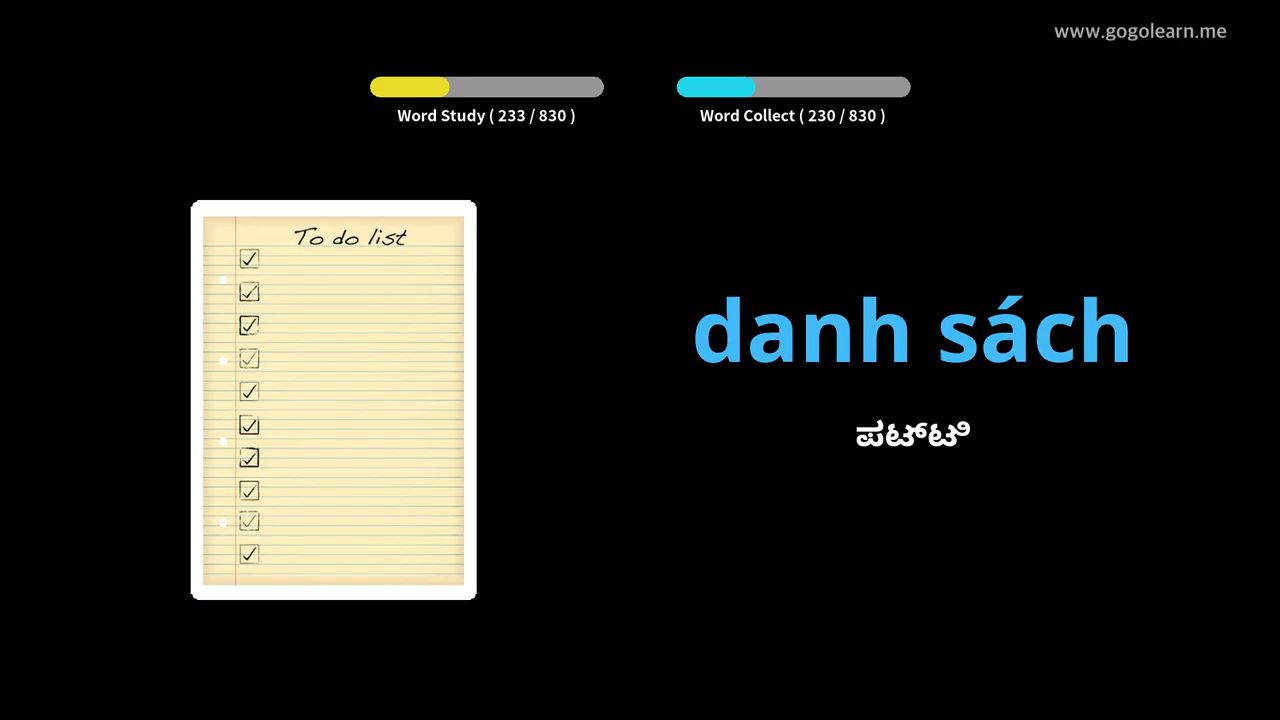 www.gogolearn.me
Word Study ( 233 / 830 )
Word Collect ( 230 / 830 )
To do list
danh sách
ಪಟ್ಟಿ